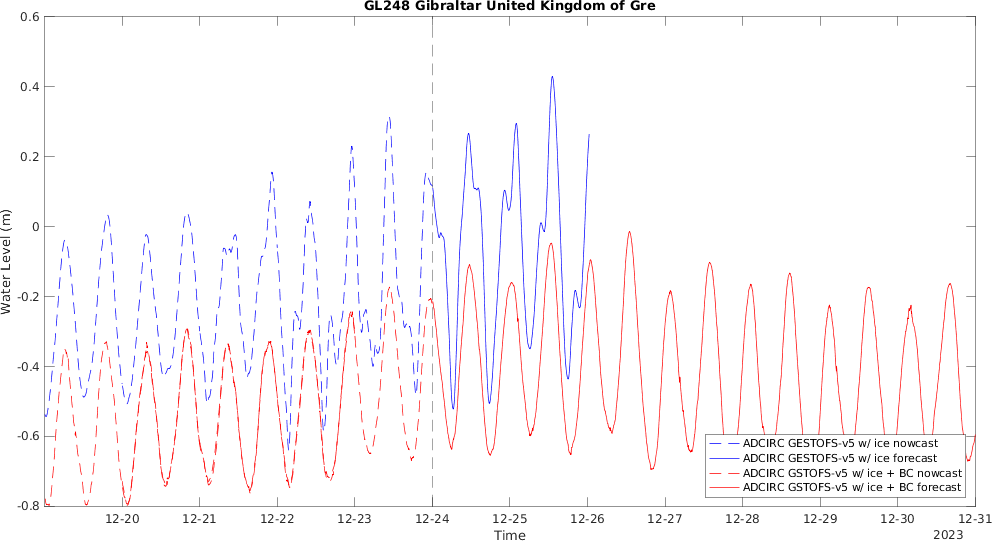 GL248 Gibraltar United Kingdom of Gre
0.6
0.4
0.2
0
-0.2
-0.4
-0.6
-0.8
Water Level (m)
ADCIRC GESTOFS-v5 w/ ice nowcast
ADCIRC GESTOFS-v5 w/ ice forecast
ADCIRC GSTOFS-v5 w/ ice + BC nowcast
ADCIRC GSTOFS-v5 w/ ice + BC forecast
12-20 12-21 12-22 12-23 12-24 12-25 12-26 12-27 12-28 12-29 12-30 12-31
Time
2023